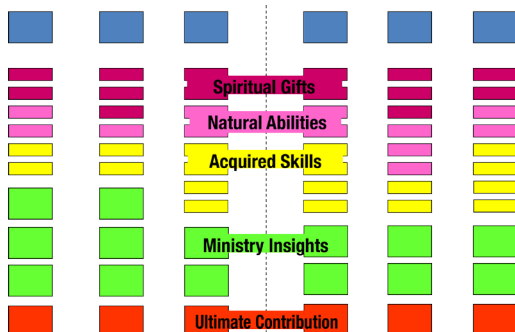 Spiritual Gifts
Natural Abilities
Acquired Skills
Ministry Insights
Ultimate Contribution